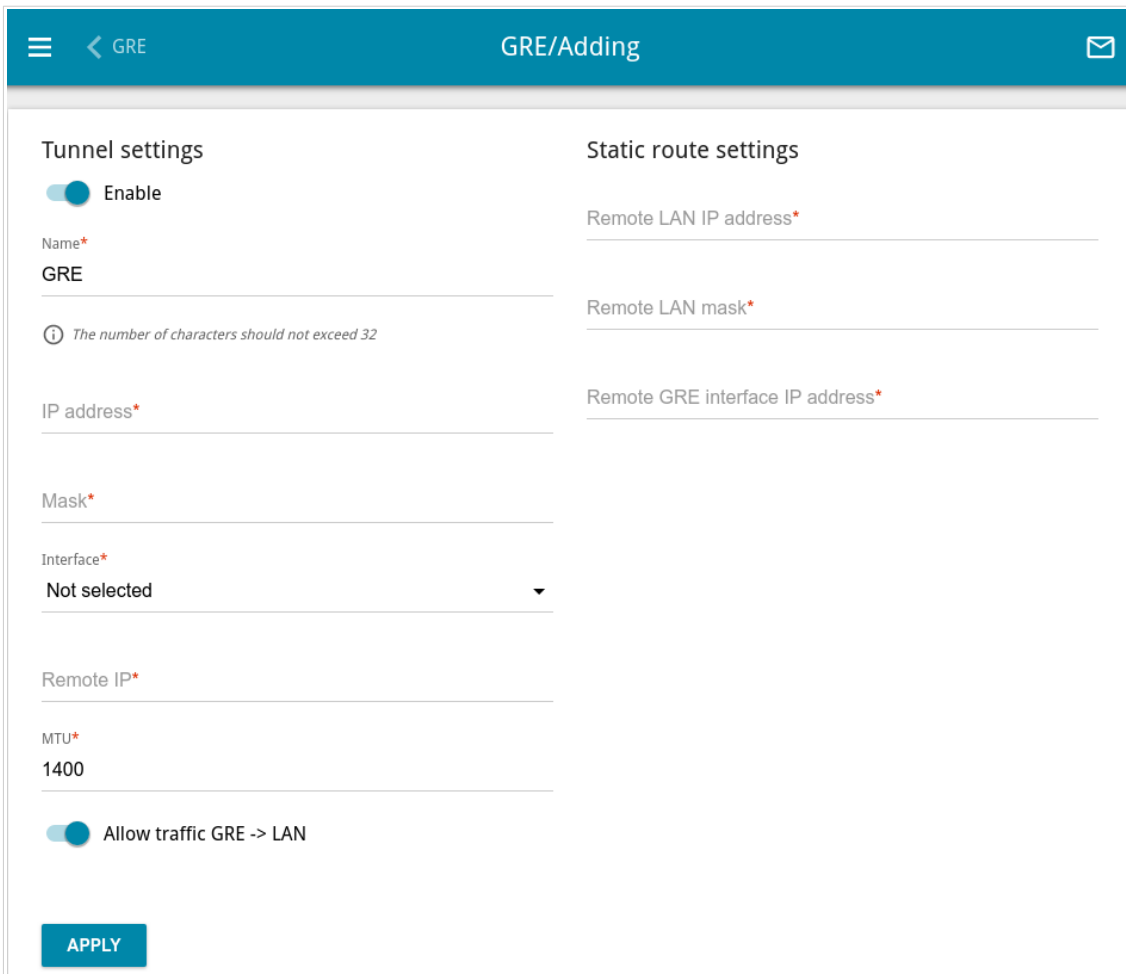 GRE
GRE/Adding
Tunnel settings
Enable
Name*
GRE
The number of characters should not exceed 32
IP address*
Mask*
Interface*
Not selected
Remote IP*
MTU*
1400
Allow traffic GRE -> LAN
APPLY
Static route settings
Remote LAN IP address*
Remote LAN mask*
Remote GRE interface IP address*